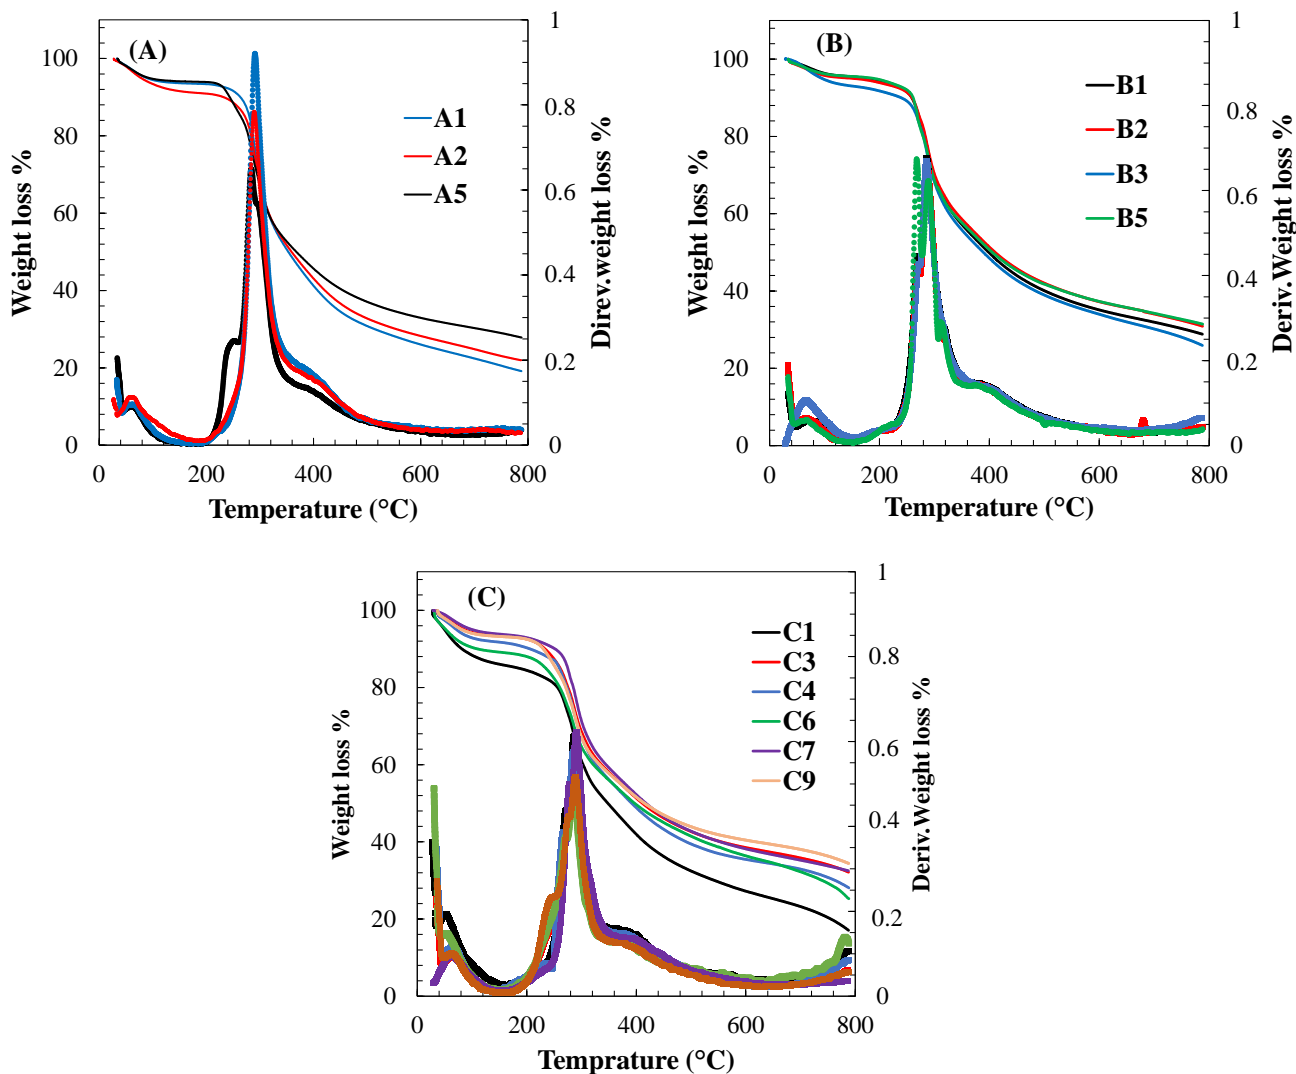 (A)
1
100
0.8
80
0.6
60
0.4
40
0.2
20
0
0
0
200
400
600
800
Weight loss %
Direv.weight loss %
Temperature (°C)
A1
A2
A5
(B)
1
100
0.8
80
0.6
60
0.4
40
0.2
20
0
0
0
200
400
600
800
Weight loss %
Deriv.Weight loss %
Temperature (°C)
B1
B2
B3
B5
(C)
1
100
0.8
80
0.6
60
0.4
40
0.2
20
0
0
0
200
400
600
800
Weight loss %
Deriv.Weight loss %
Temprature (°C)
C1
C3
C4
C6
C7
C9